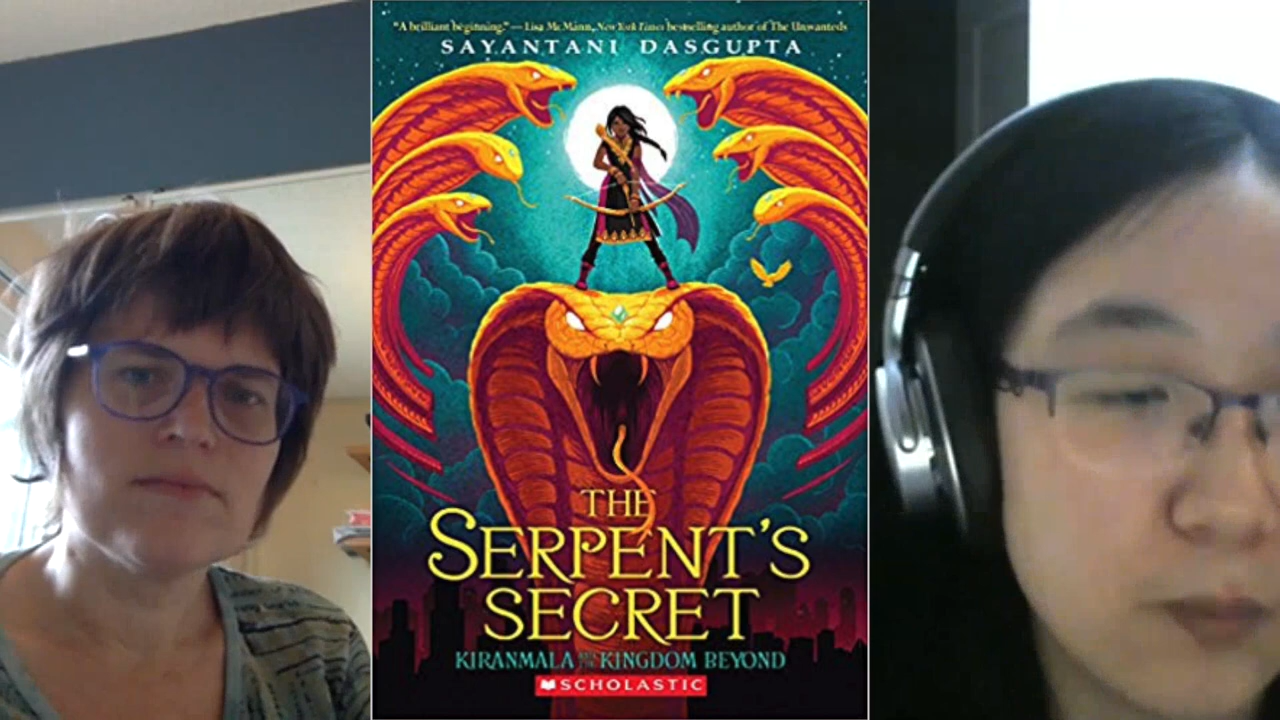 "A brilliant beginning."—Lisa McMann, New York Times bestselling author of The Unwanteds
SAYANTANI DASGUPTA
THE
SERPENT'S
SECRET
KIRANMALA AND THE KINGDOM BEYOND
SCHOLASTIC